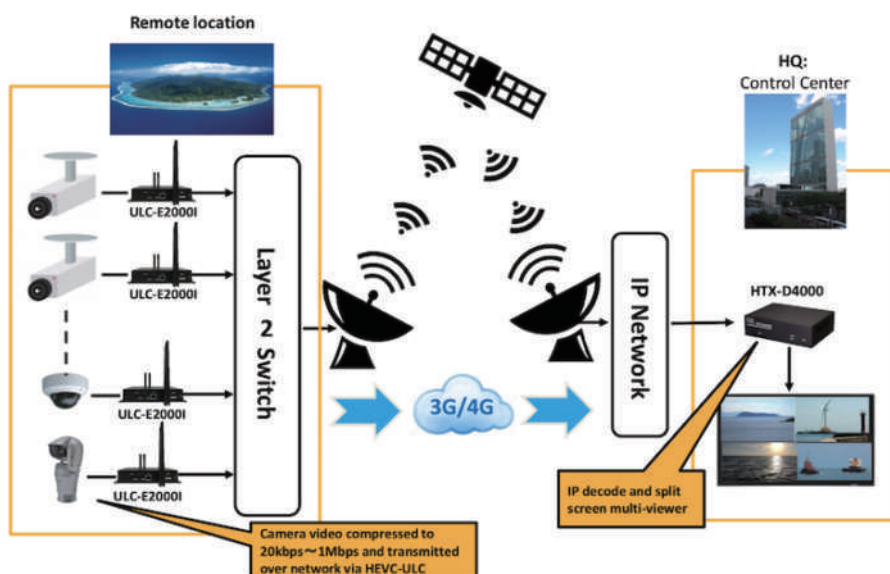 Remote location
HQ:
Control Center
ULC-E2000I
ULC-E2000I
ULC-E2000I
ULC-E2000I
Layer 2 Switch
3G/4G
IP Network
HTX-D4000
IP decode and split
screen multi-viewer
Camera video compressed to
20kbps～1Mbps and transmitted
over network via HEVC-ULC